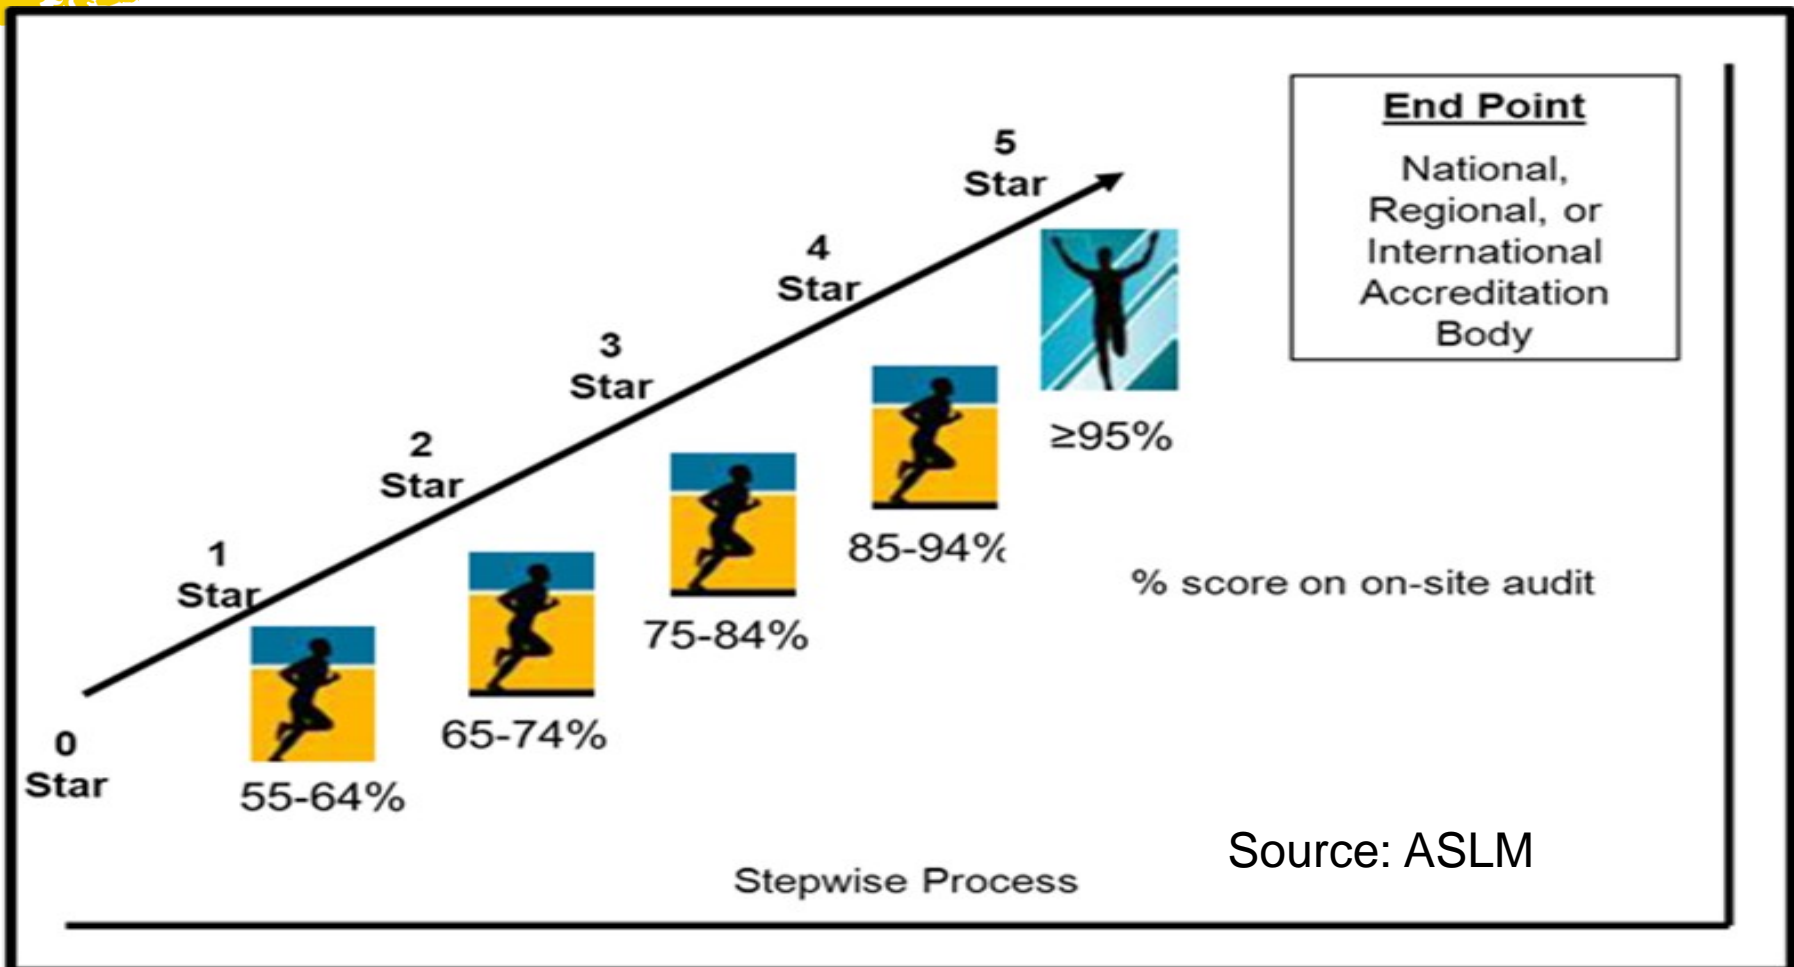 End Point
National,
Regional, or
International
Accreditation
Body
5
Star
4
Star
3
Star
2
Star
1
Star
0
Star
≥95%
85-94%
75-84%
65-74%
55-64%
% score on on-site audit
Source: ASLM
Stepwise Process